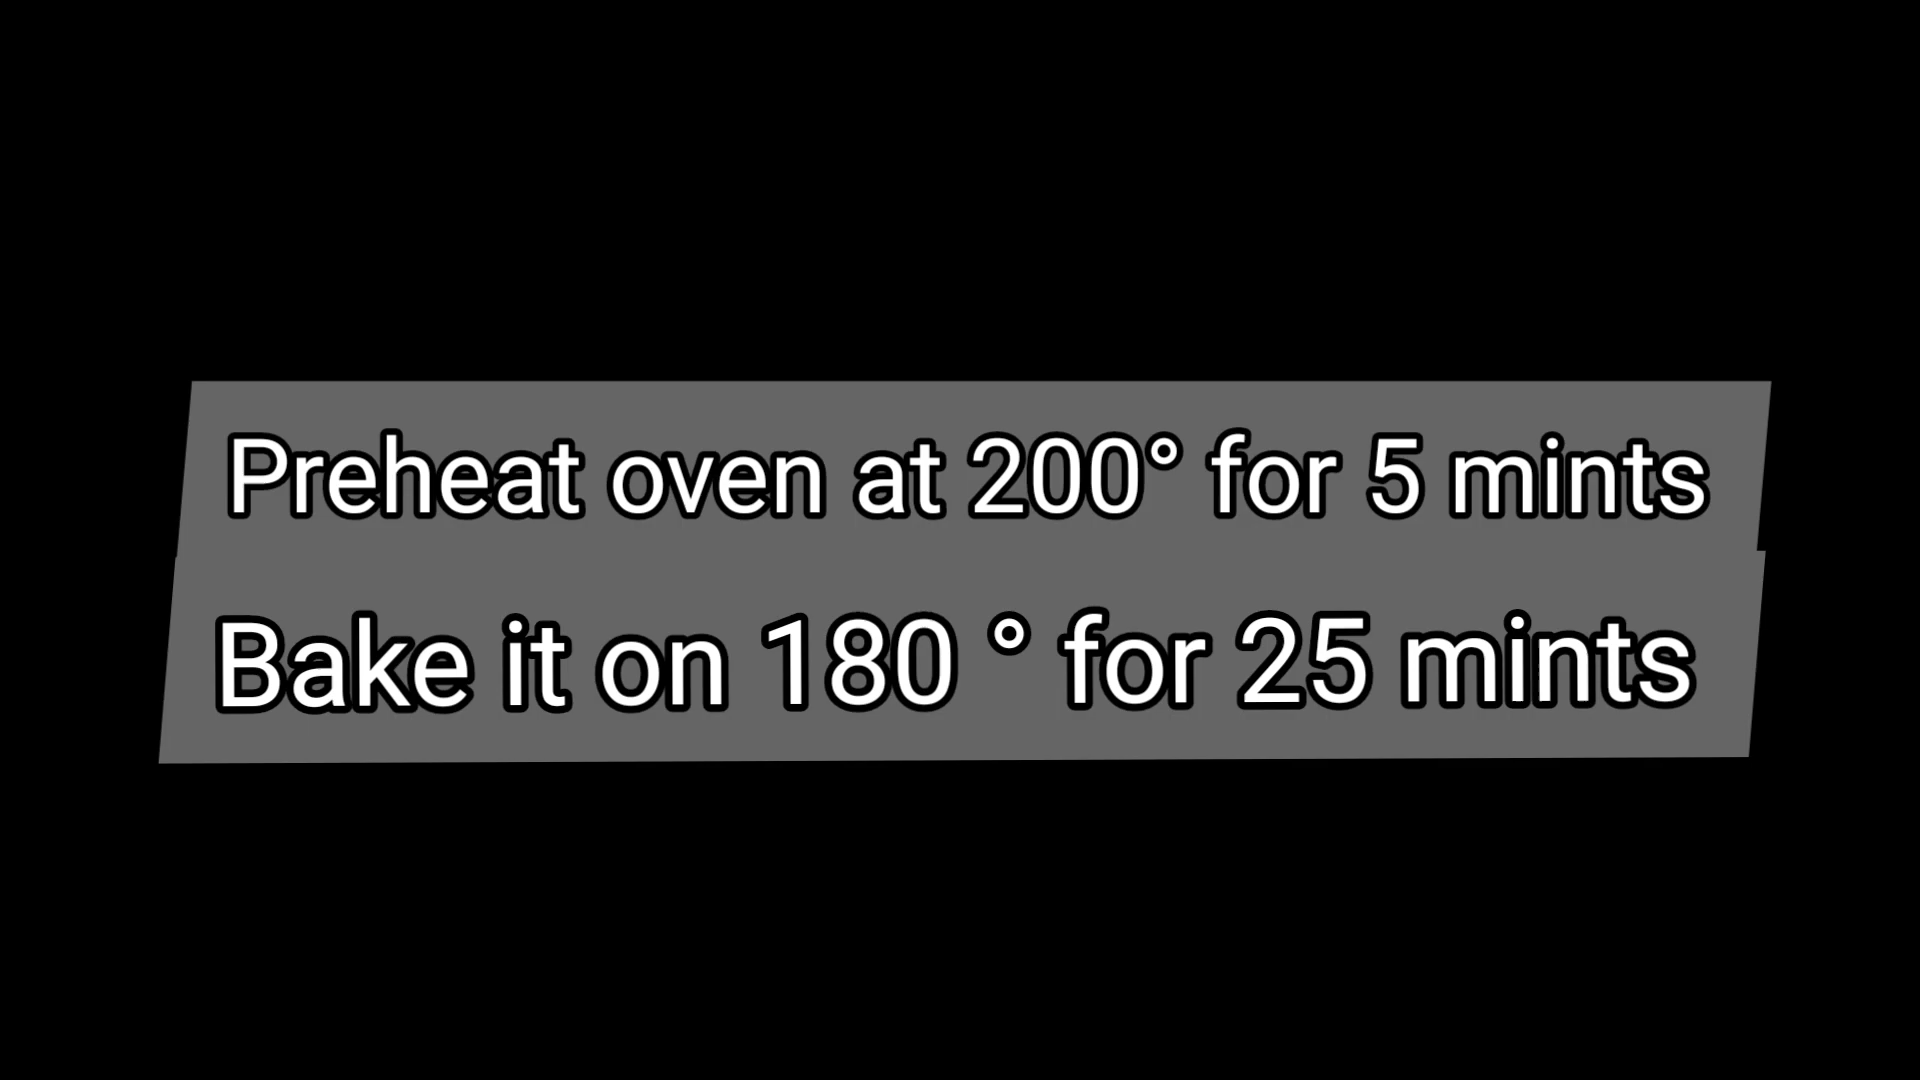 Preheat oven at 200° for 5 mints
Bake it on 180 ° for 25 mints